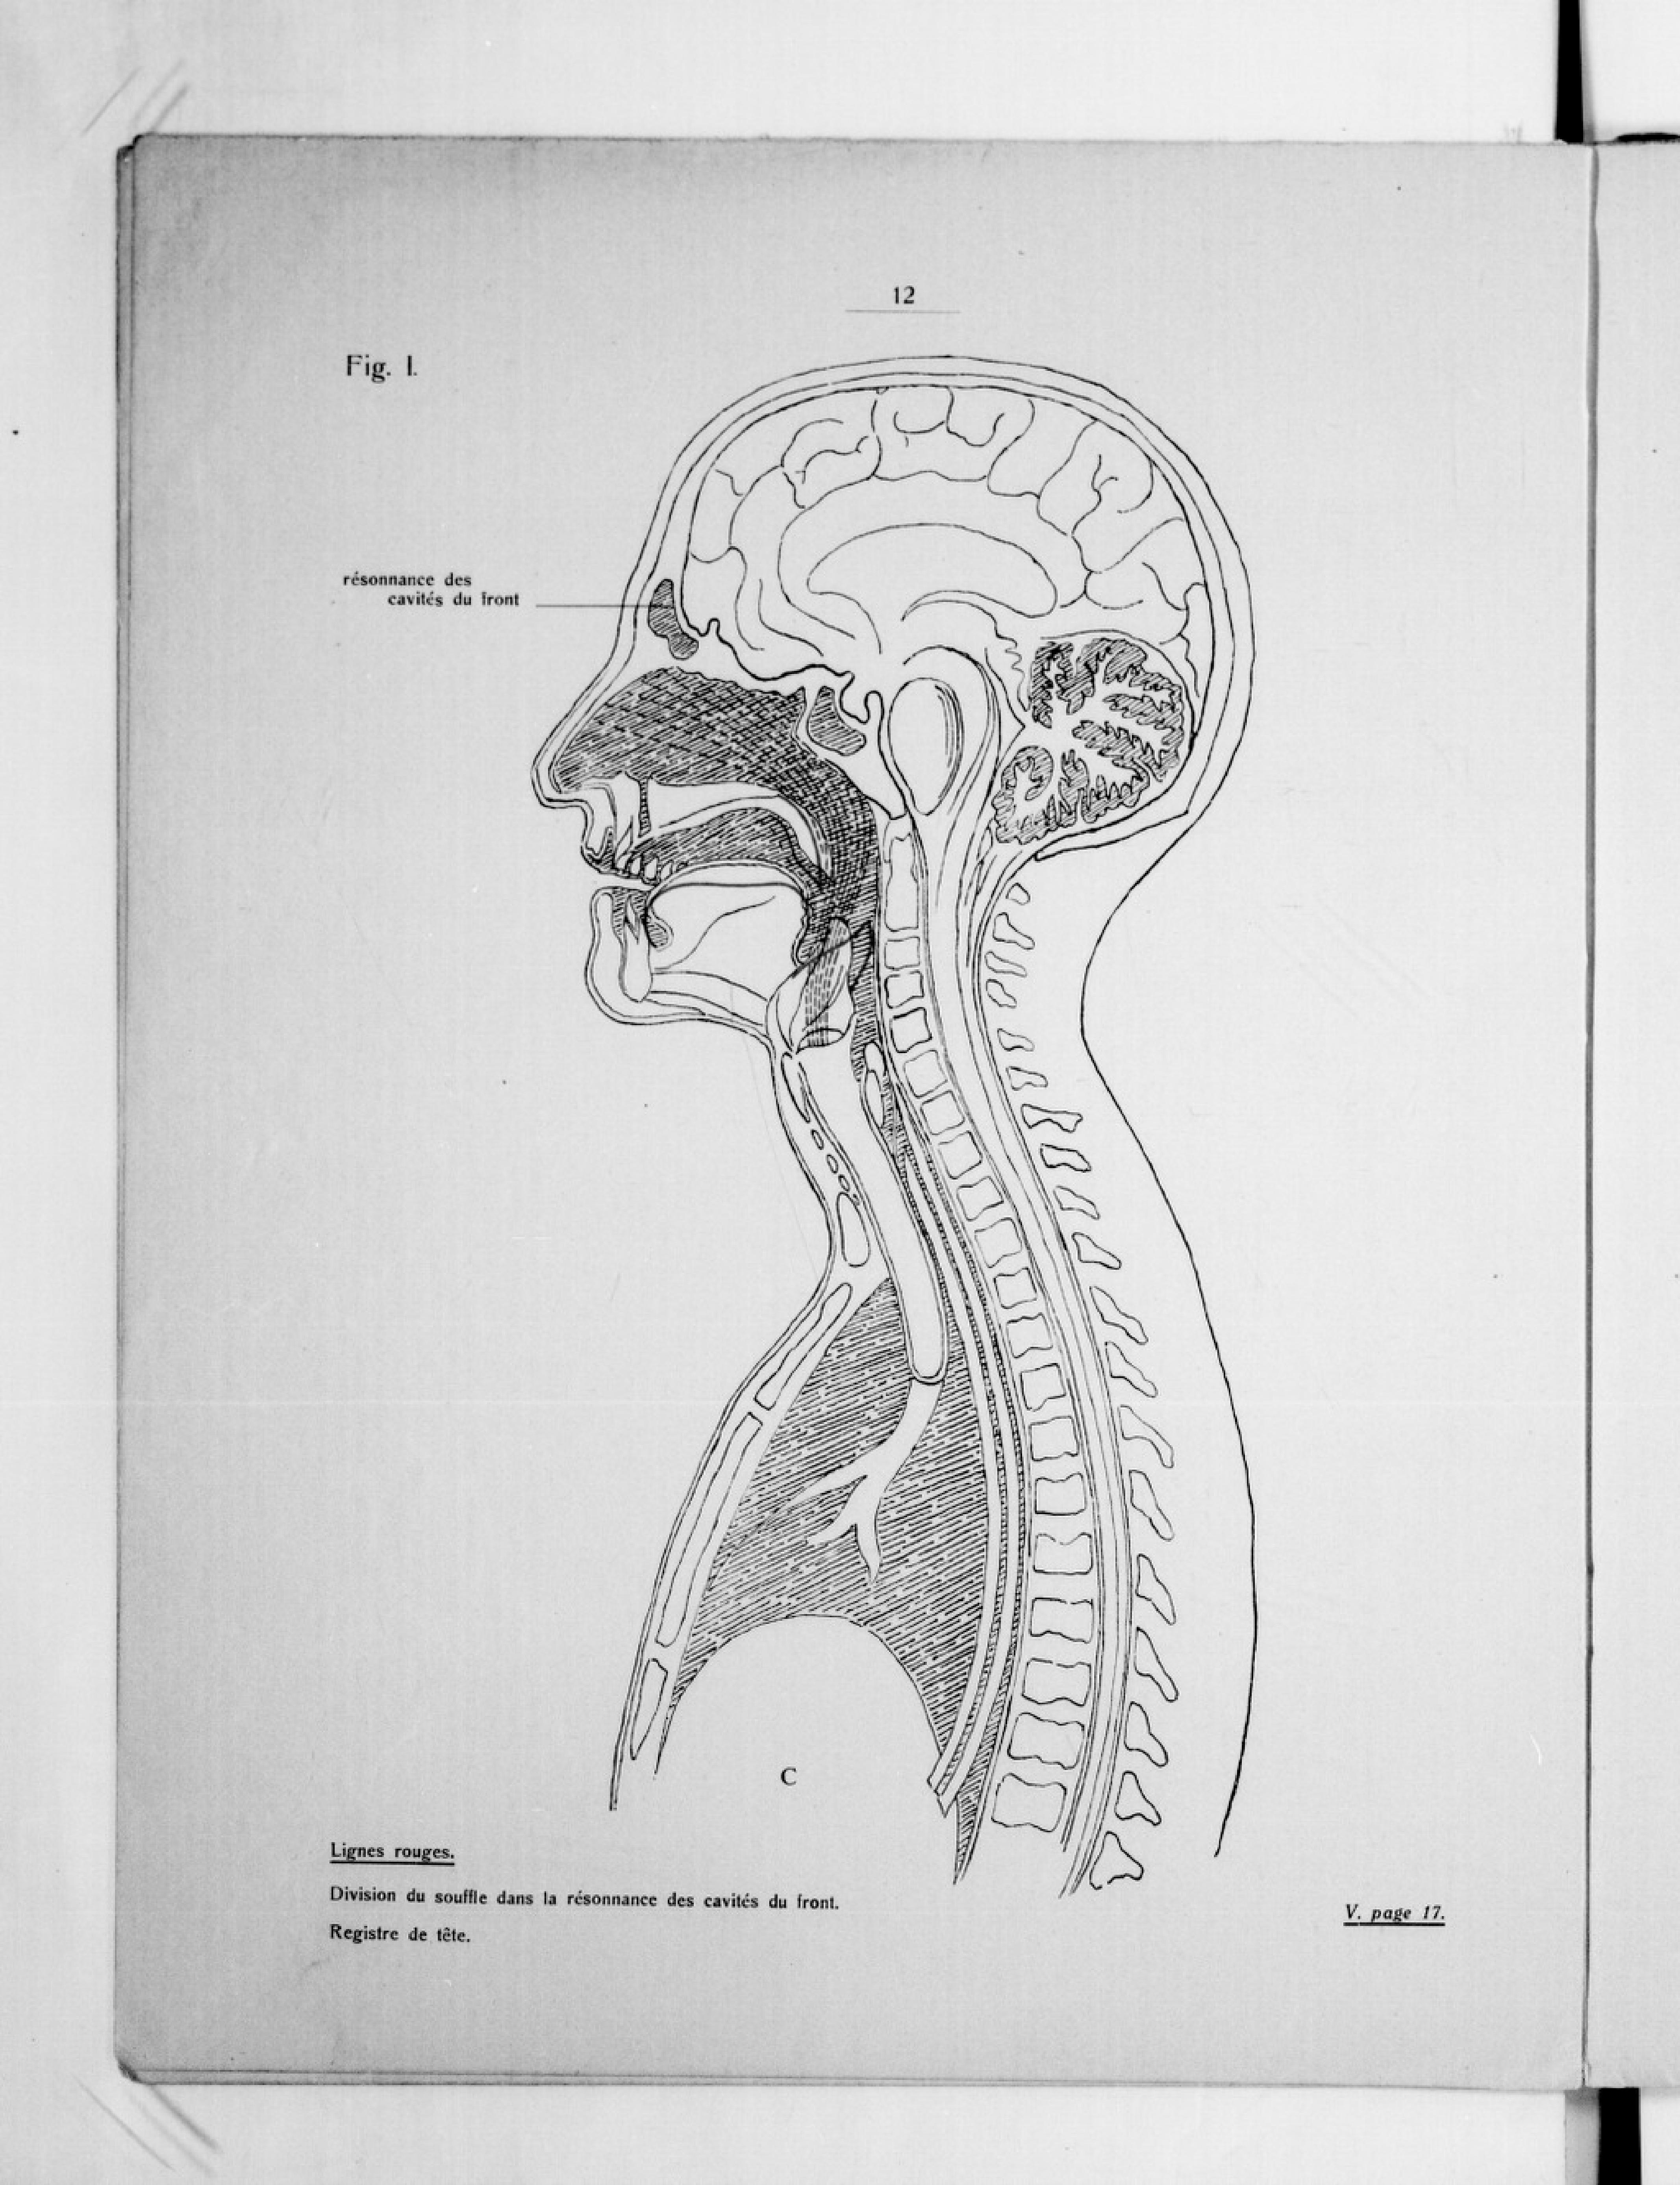 12
Fig. I.
résonnance des
cavités du front
C
Lignes rouges.
Division du souffle dans la résonnance des cavités du front.
Registre de tête.
V. page 17.